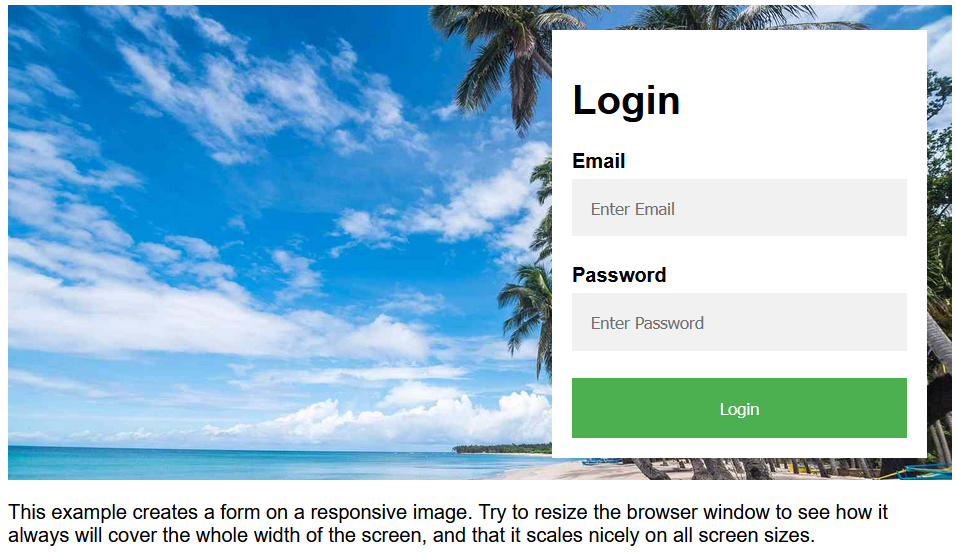 Login
Email
Enter Email
Password
Enter Password
Login
This example creates a form on a responsive image. Try to resize the browser window to see how it
always will cover the whole width of the screen, and that it scales nicely on all screen sizes.